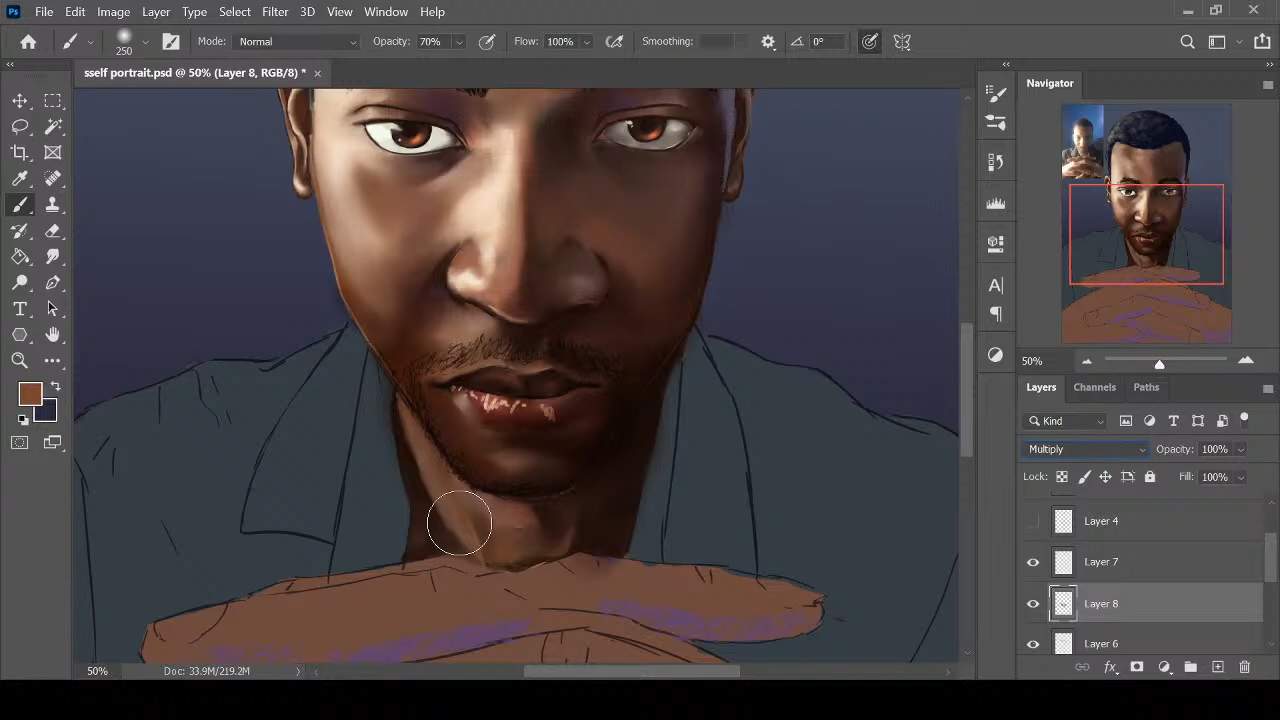 Ps File Edit Image Layer Type Select Filter 3D View Window Help
250 Mode: Normal Opacity: 70% Flow: 100% Smoothing: 0°
sself portrait.psd @ 50% (Layer 8, RGB/8) * ×
Navigator
50%
Layers Channels Paths
Kind
Multiply Opacity: 100%
Lock: Fill: 100%
Layer 4
Layer 7
Layer 8
Layer 6
50% Doc: 33.9M/219.2M